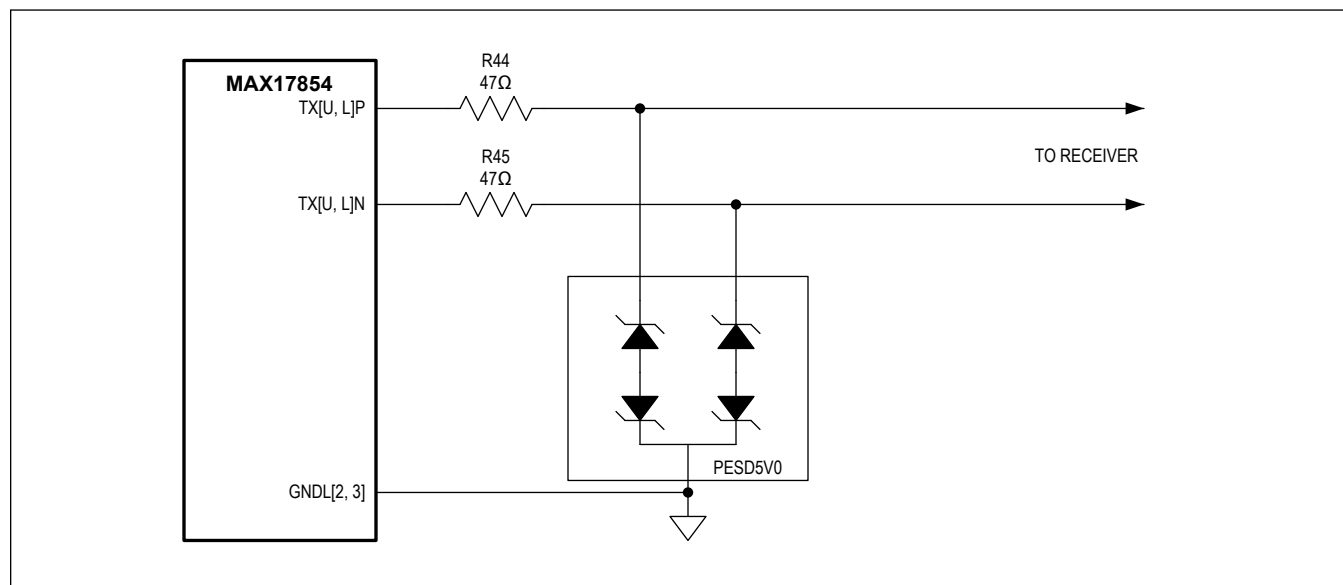 MAX17854
R44
47Ω
TX[U, L]P
TO RECEIVER
R45
47Ω
TX[U, L]N
PESD5V0
GNDL[2, 3]